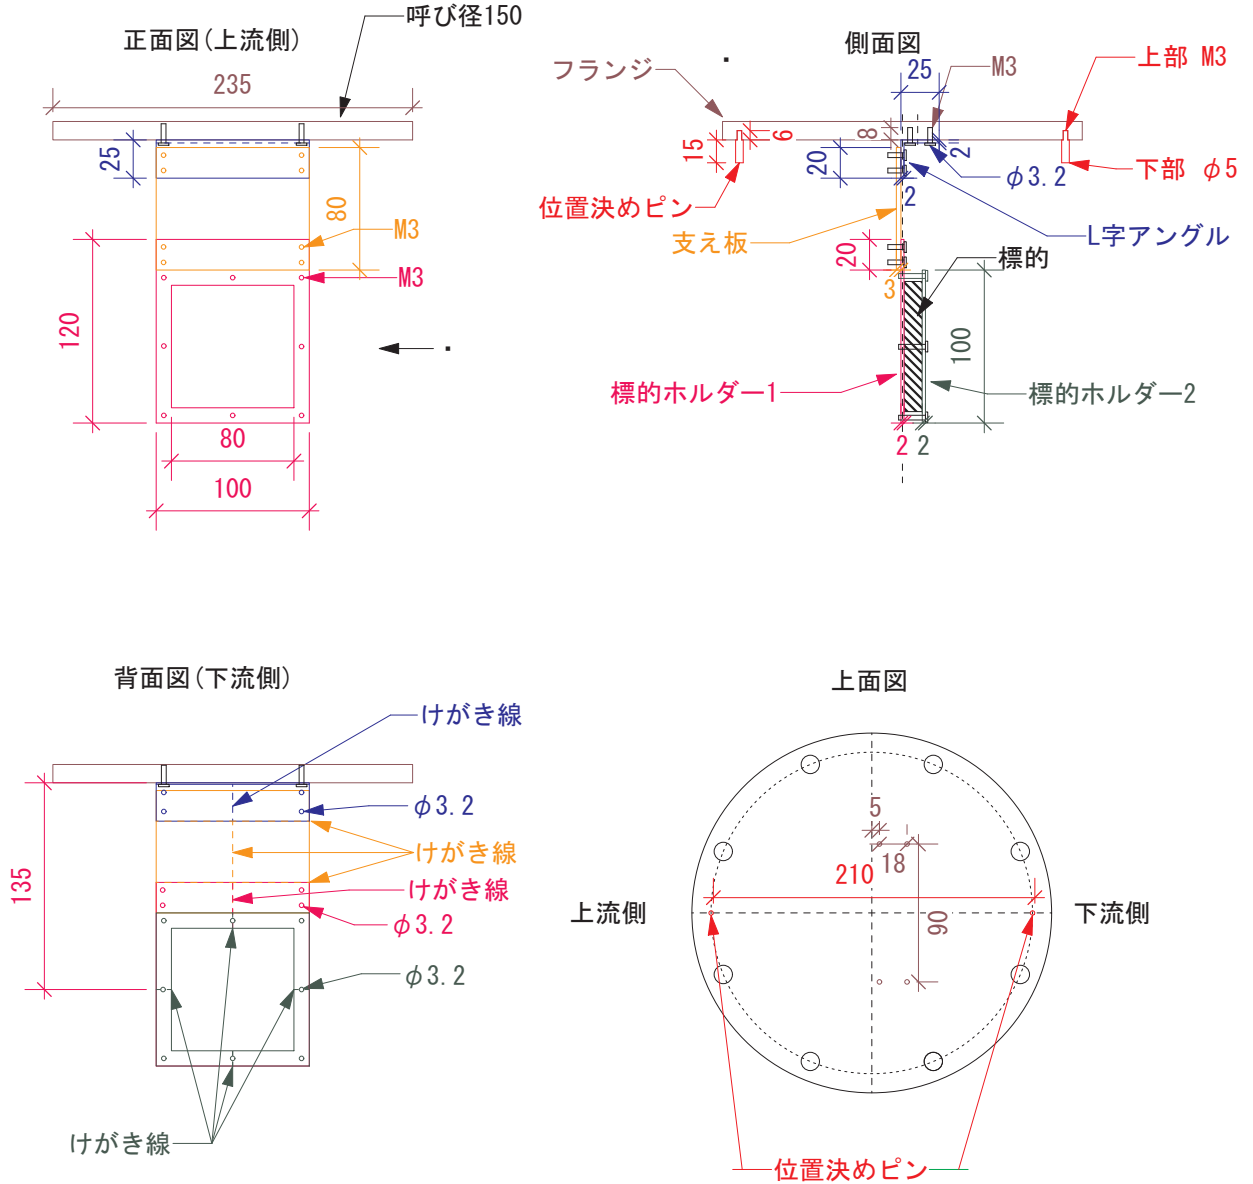 呼び径150
正面図(上流側)
235
25
80
M3
M3
120
80
100
側面図
フランジ
25
M3
上部 M3
8
6
15
20
2
φ3.2
下部 φ5
2
位置決めピン
支え板
L字アングル
20
標的
3
100
標的ホルダー1
標的ホルダー2
2
2
背面図(下流側)
けがき線
φ3.2
けがき線
けがき線
φ3.2
φ3.2
135
けがき線
上面図
5
18
210
90
上流側
下流側
位置決めピン